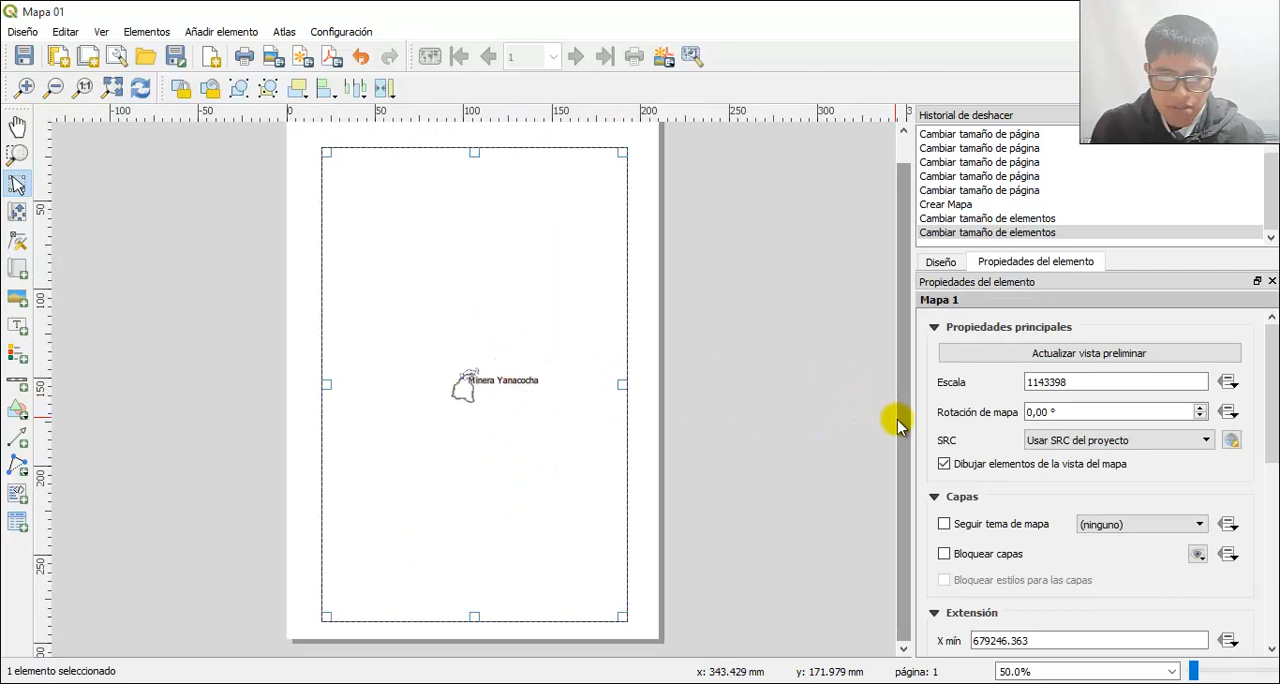 Mapa 01
Diseño Editar Ver Elementos Añadir elemento Atlas Configuración
1
-100 -50 0 50 100 150 200 250 300 3
Historial de deshacer
Cambiar tamaño de página
Cambiar tamaño de página
Cambiar tamaño de página
Cambiar tamaño de página
Cambiar tamaño de página
Crear Mapa
Cambiar tamaño de elementos
Cambiar tamaño de elementos
Diseño Propiedades del elemento
Propiedades del elemento
Mapa 1
Propiedades principales
Actualizar vista preliminar
Escala 1143398
Rotación de mapa 0,00 °
SRC Usar SRC del proyecto
Dibujar elementos de la vista del mapa
Capas
Seguir tema de mapa (ninguno)
Bloquear capas
Bloquear estilos para las capas
Extensión
X mín 679246.363
50
100
150
200
250
Minera Yanacocha
1 elemento seleccionado x: 343.429 mm y: 171.979 mm página: 1 50.0%